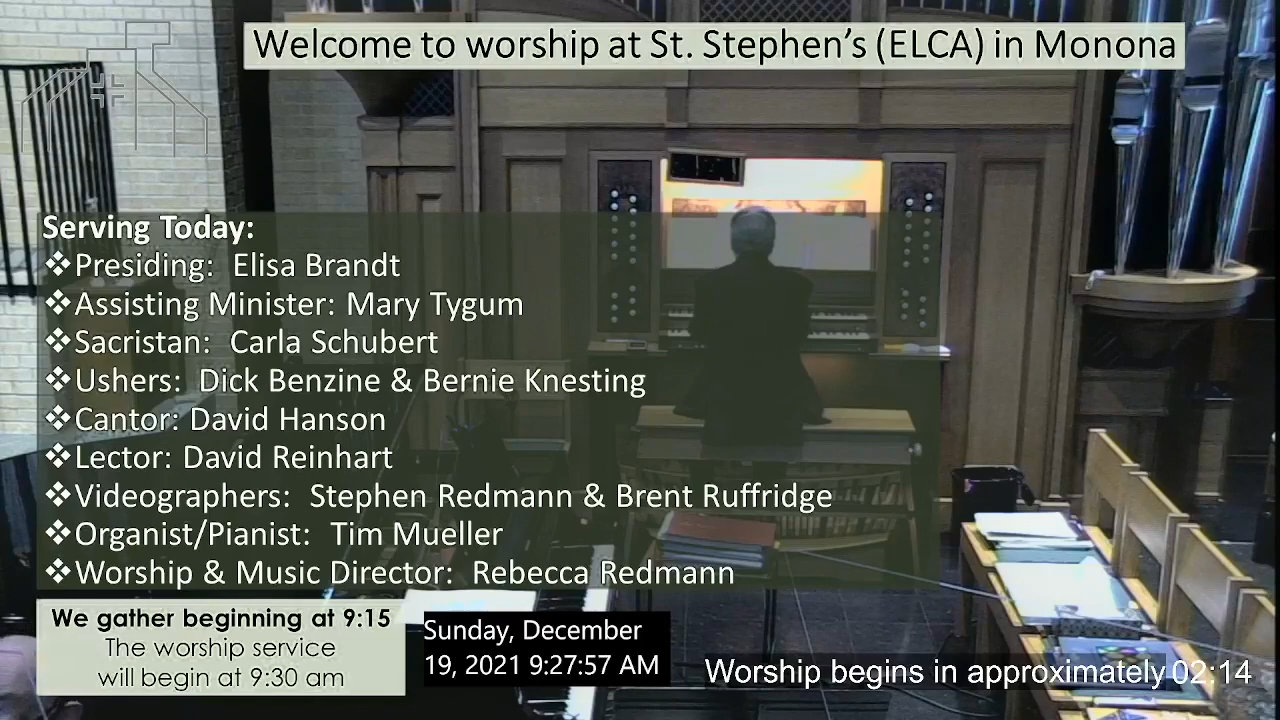 Welcome to worship at St. Stephen's (ELCA) in Monona
Serving Today:
❖Presiding: Elisa Brandt
❖Assisting Minister: Mary Tygum
❖Sacristan: Carla Schubert
❖Ushers: Dick Benzine & Bernie Knesting
❖Cantor: David Hanson
❖Lector: David Reinhart
❖Videographers: Stephen Redmann & Brent Ruffridge
❖Organist/Pianist: Tim Mueller
❖Worship & Music Director: Rebecca Redmann
We gather beginning at 9:15
The worship service
will begin at 9:30 am
Sunday, December
19, 2021 9:27:57 AM
Worship begins in approximately 02:14